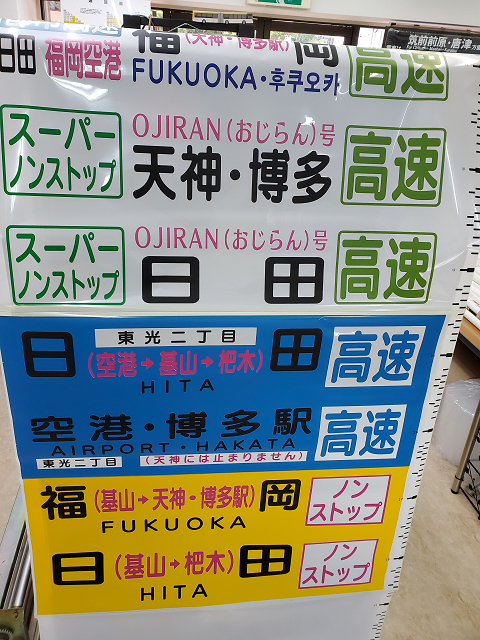 筑前前原・唐津
福(天神・博多駅)岡
日田 福岡空港 高速
FUKUOKA・후쿠오카
スーパー
ノンストップ
OJIRAN(おじらん)号
天神・博多
高速
スーパー
ノンストップ
OJIRAN(おじらん)号
日 田
高速
東光二丁目
日(空港→基山→杷木)田
HITA
高速
空港・博多駅
AIRPORT・HAKATA
東光二丁目 (天神には止まりません)
高速
福(基山→天神・博多駅)岡
FUKUOKA
ノン
ストップ
日(基山→杷木)田
HITA
ノン
ストップ